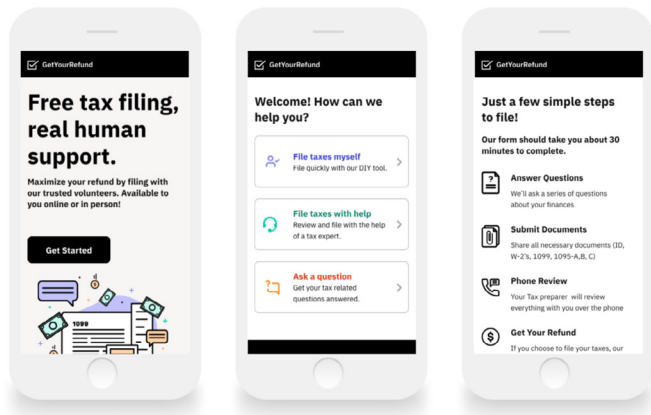 GetYourRefund
Free tax filing,
real human
support.
Maximize your refund by filing with
our trusted volunteers. Available to
you online or in person!
Get Started
1099
GetYourRefund
Welcome! How can we
help you?
File taxes myself
File quickly with our DIY tool.
File taxes with help
Review and file with the help
of a tax expert.
Ask a question
Get your tax related
questions answered.
GetYourRefund
Just a few simple steps
to file!
Our form should take you about 30
minutes to complete.
Answer Questions
We'll ask a series of questions
about your finances
Submit Documents
Share all necessary documents (ID,
W-2's, 1099, 1095-A,B, C)
Phone Review
Your Tax preparer will review
everything with you over the phone
Get Your Refund
If you choose to file your taxes, our